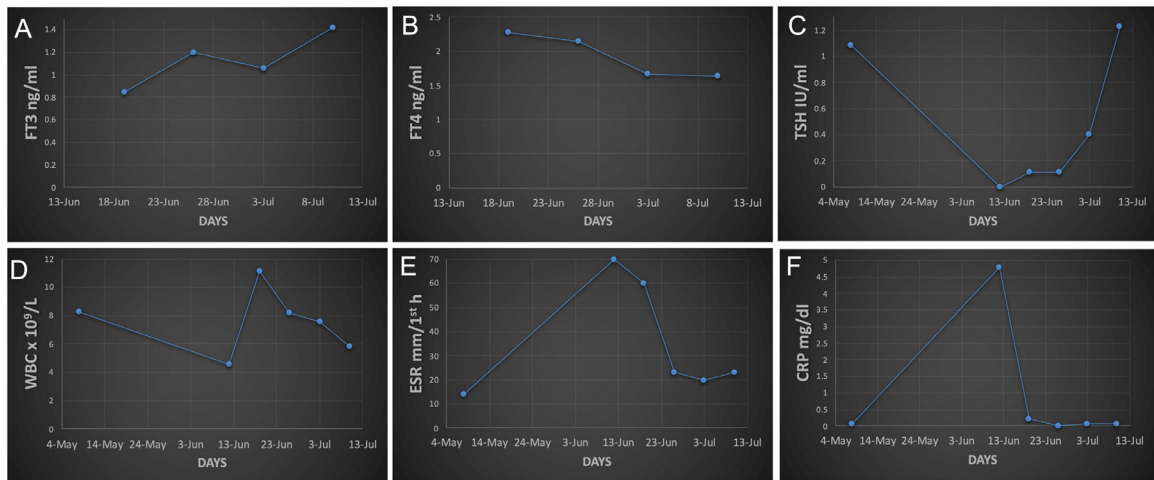 A
FT3 ng/ml
1.4
1.2
1
0.8
0.6
0.4
0.2
0
13-Jun 18-Jun 23-Jun 28-Jun 3-Jul 8-Jul 13-Jul
DAYS
B
FT4 ng/ml
2.5
2
1.5
1
0.5
0
13-Jun 18-Jun 23-Jun 28-Jun 3-Jul 8-Jul 13-Jul
DAYS
C
TSH IU/ml
1.2
1
0.8
0.6
0.4
0.2
0
4-May 14-May 24-May 3-Jun 13-Jun 23-Jun 3-Jul 13-Jul
DAYS
D
WBC x 10⁹/L
12
10
8
6
4
2
0
4-May 14-May 24-May 3-Jun 13-Jun 23-Jun 3-Jul 13-Jul
DAYS
E
ESR mm/1ˢᵗ h
70
60
50
40
30
20
10
0
4-May 14-May 24-May 3-Jun 13-Jun 23-Jun 3-Jul 13-Jul
DAYS
F
CRP mg/dl
5
4.5
4
3.5
3
2.5
2
1.5
1
0.5
0
4-May 14-May 24-May 3-Jun 13-Jun 23-Jun 3-Jul 13-Jul
DAYS